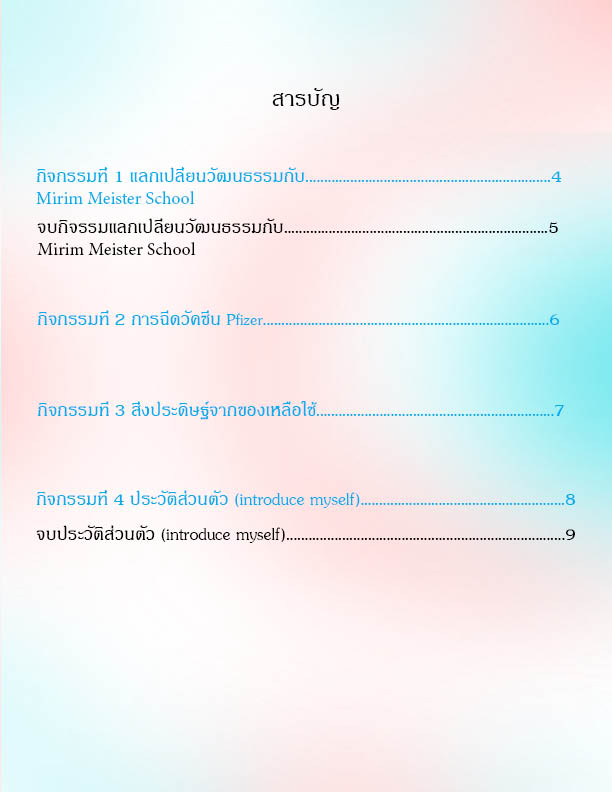 สารบัญ
กิจกรรมที่ 1 แลกเปลี่ยนวัฒนธรรมกับ..................................................................4
Mirim Meister School
จบกิจรรมแลกเปลี่ยนวัฒนธรรมกับ.......................................................................5
Mirim Meister School
กิจกรรมที่ 2 การฉีดวัคซีน Pfizer.............................................................................6
กิจกรรมที่ 3 สิ่งประดิษฐ์จากของเหลือใช้................................................................7
กิจกรรมที่ 4 ประวัติส่วนตัว (introduce myself).......................................................8
จบประวัติส่วนตัว (introduce myself)...........................................................................9